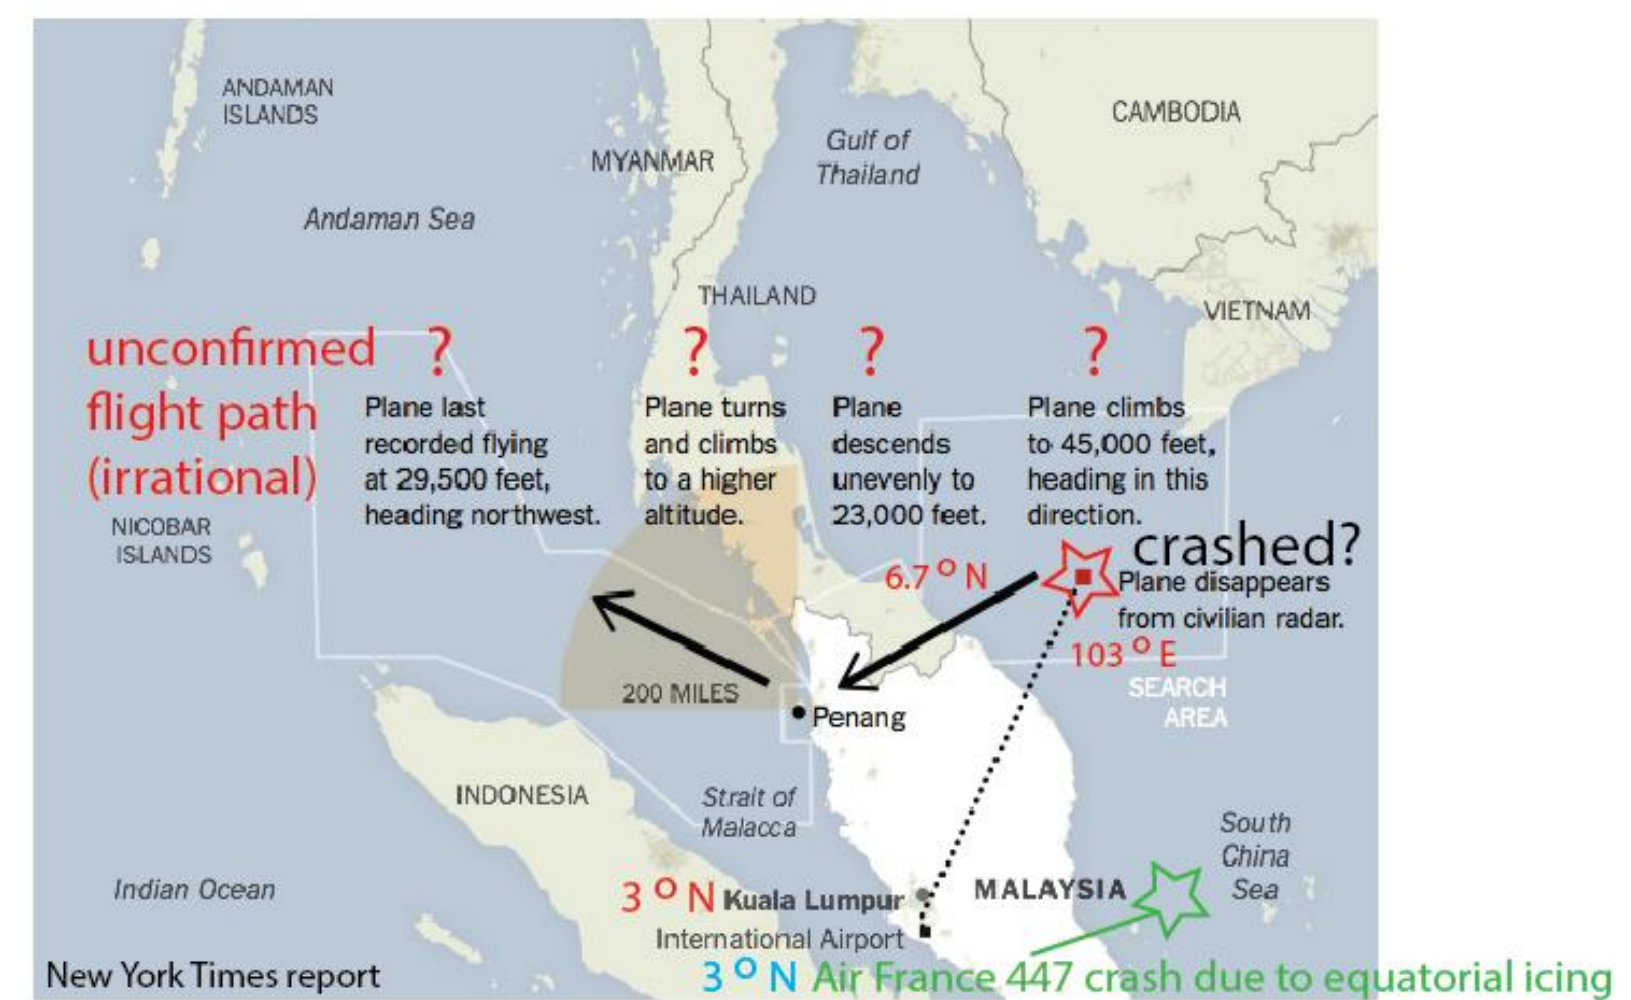 ANDAMAN
ISLANDS
CAMBODIA
Gulf of
Thailand
MYANMAR
Andaman Sea
THAILAND
VIETNAM
unconfirmed
flight path
(irrational)
?
Plane last
recorded flying
at 29,500 feet,
heading northwest.
?
Plane turns
and climbs
to a higher
altitude.
?
Plane
descends
unevenly to
23,000 feet.
?
Plane climbs
to 45,000 feet,
heading in this
direction.
NICOBAR
ISLANDS
crashed?
6.7 O N
Plane disappears
from civilian radar.
103 O E
SEARCH
AREA
200 MILES
Penang
INDONESIA
Strait of
Malacca
South
China
Sea
Indian Ocean
3 O N Kuala Lumpur
International Airport
MALAYSIA
New York Times report
3 O N Air France 447 crash due to equatorial icing